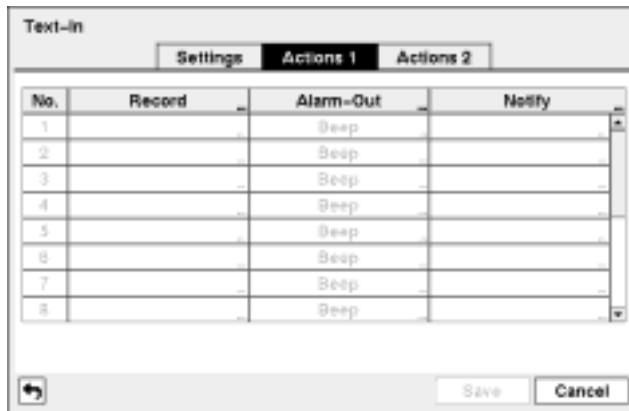 Text-In
Settings Actions 1 Actions 2
No. Record Alarm-Out Notify
1 Beep
2 Beep
3 Beep
4 Beep
5 Beep
6 Beep
7 Beep
8 Beep
Save Cancel